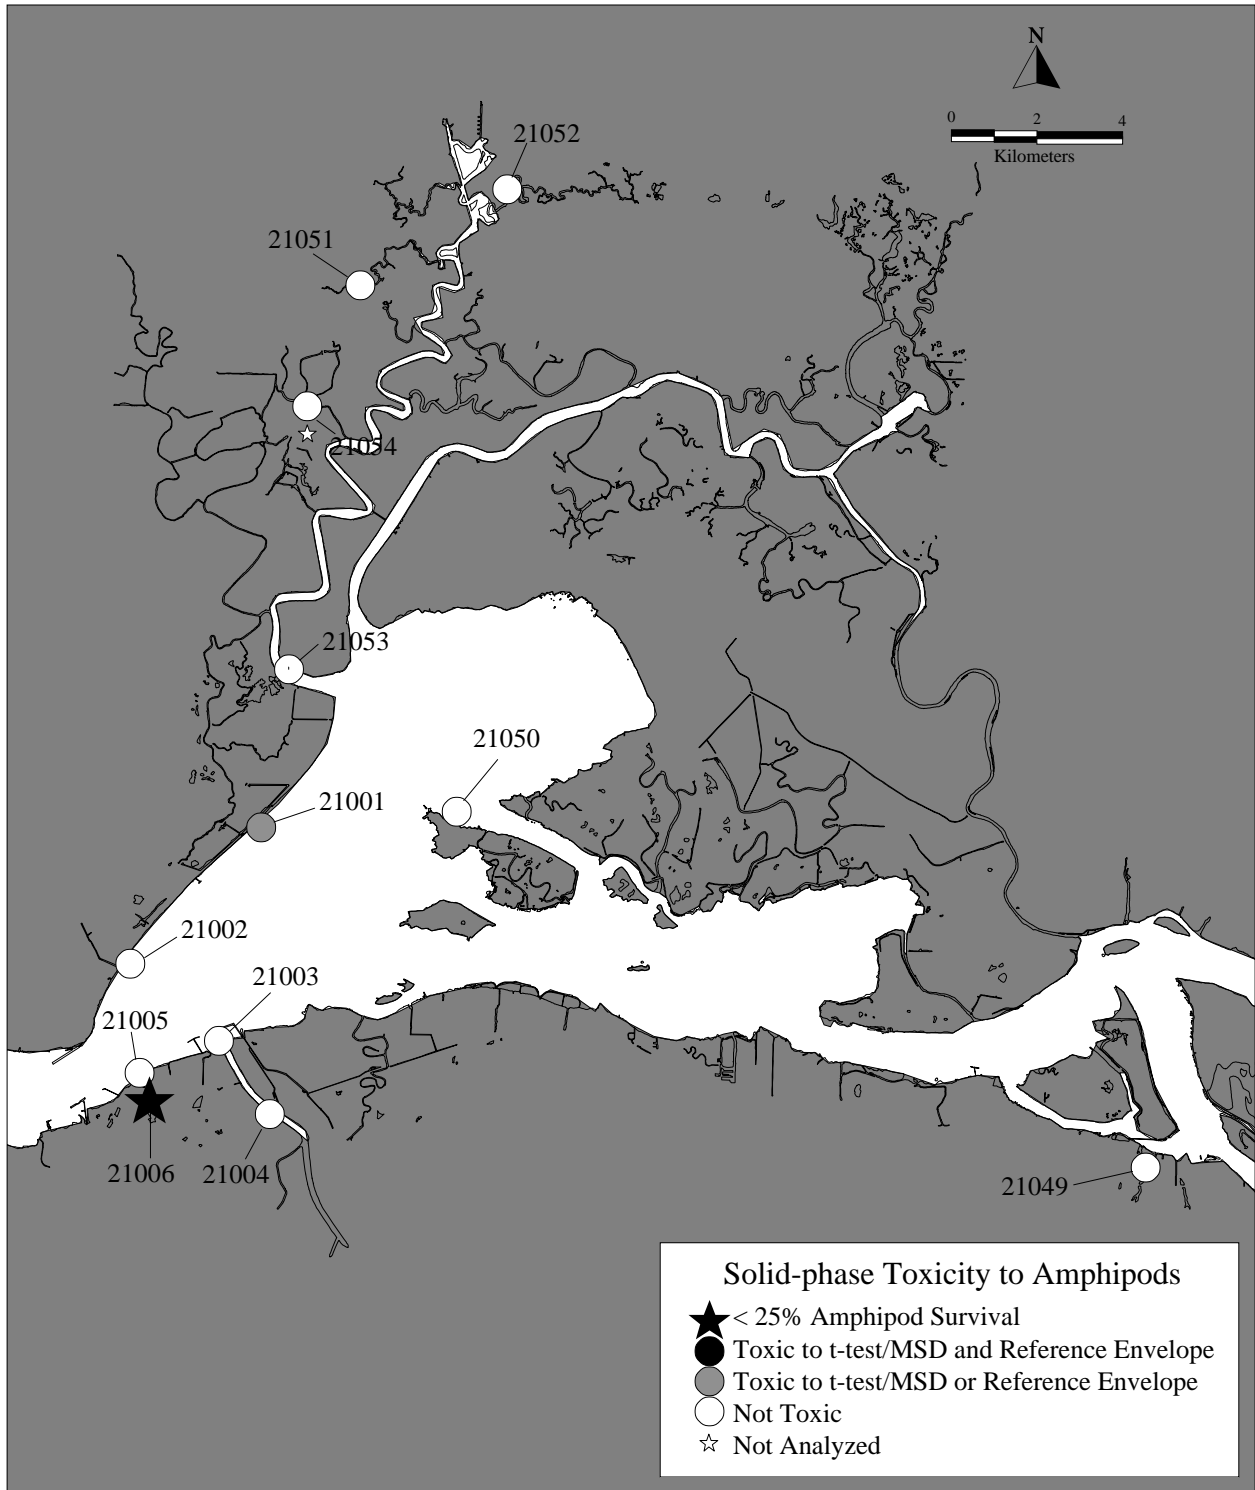 N
0 2 4
Kilometers
21052
21051
21054
21053
21050
21001
21002
21003
21005
21006
21004
21049
Solid-phase Toxicity to Amphipods
< 25% Amphipod Survival
Toxic to t-test/MSD and Reference Envelope
Toxic to t-test/MSD or Reference Envelope
Not Toxic
Not Analyzed